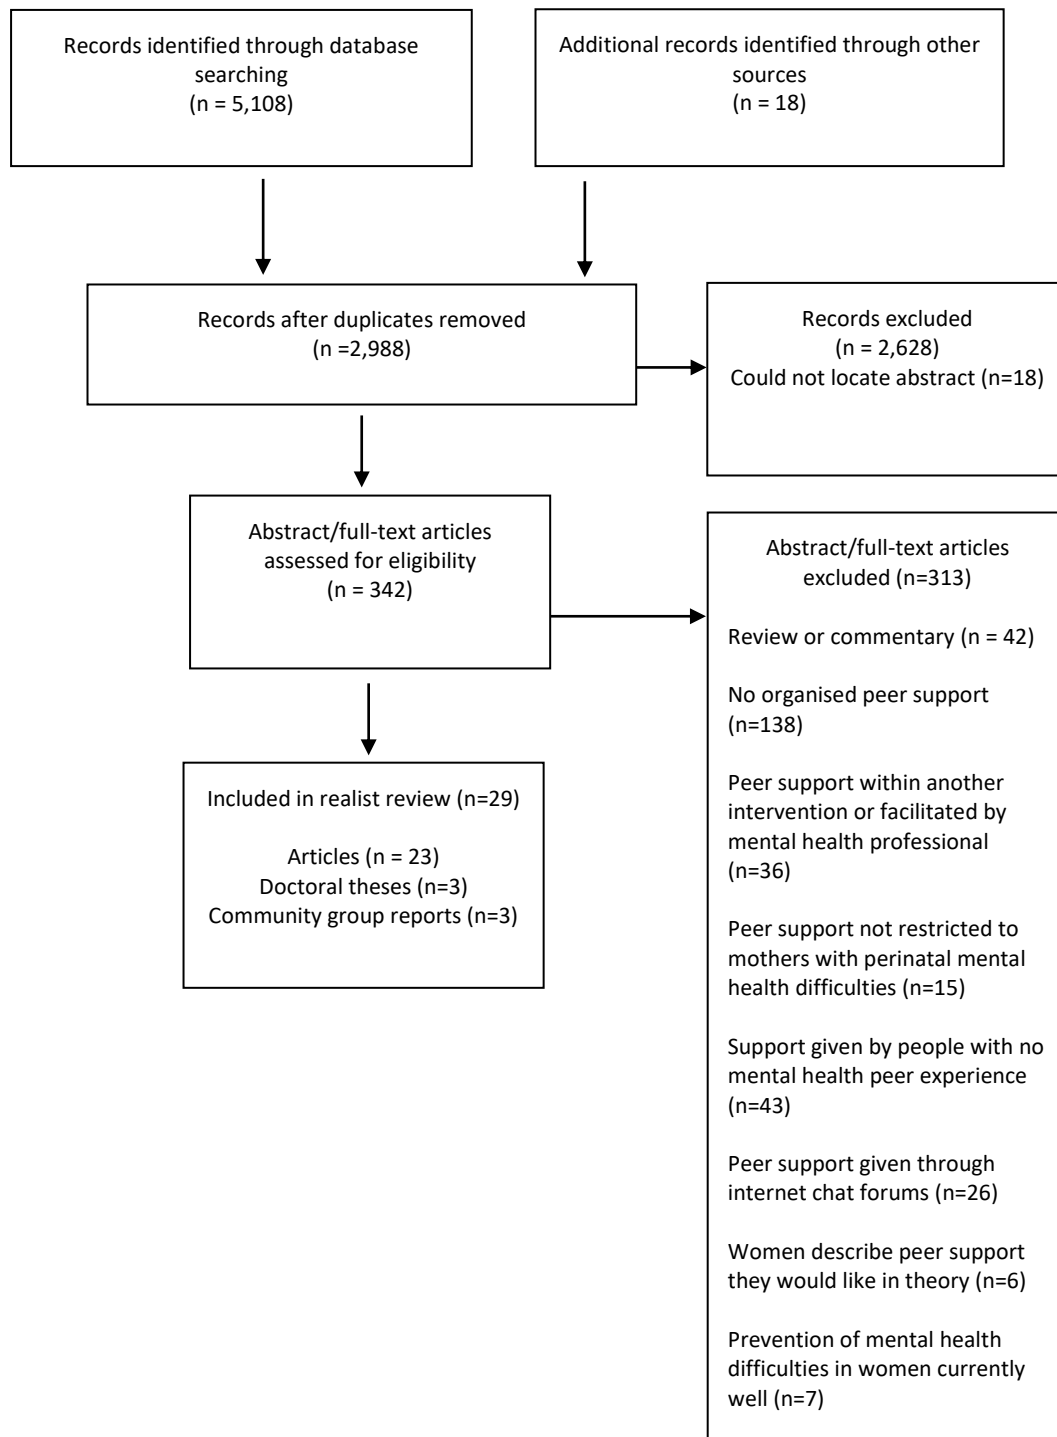 Records identified through database
searching
(n = 5,108)
Additional records identified through other
sources
(n = 18)
Records after duplicates removed
(n =2,988)
Records excluded
(n = 2,628)
Could not locate abstract (n=18)
Abstract/full-text articles
assessed for eligibility
(n = 342)
Abstract/full-text articles
excluded (n=313)
Review or commentary (n = 42)
No organised peer support
(n=138)
Peer support within another
intervention or facilitated by
mental health professional
(n=36)
Peer support not restricted to
mothers with perinatal mental
health difficulties (n=15)
Support given by people with no
mental health peer experience
(n=43)
Peer support given through
internet chat forums (n=26)
Women describe peer support
they would like in theory (n=6)
Prevention of mental health
difficulties in women currently
well (n=7)
Included in realist review (n=29)
Articles (n = 23)
Doctoral theses (n=3)
Community group reports (n=3)